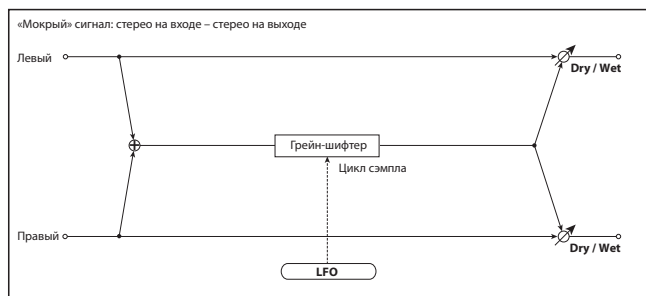 «Мокрый» сигнал: стерео на входе – стерео на выходе
Левый
Dry / Wet
Грейн-шифтер
Цикл сэмпла
Правый
Dry / Wet
LFO